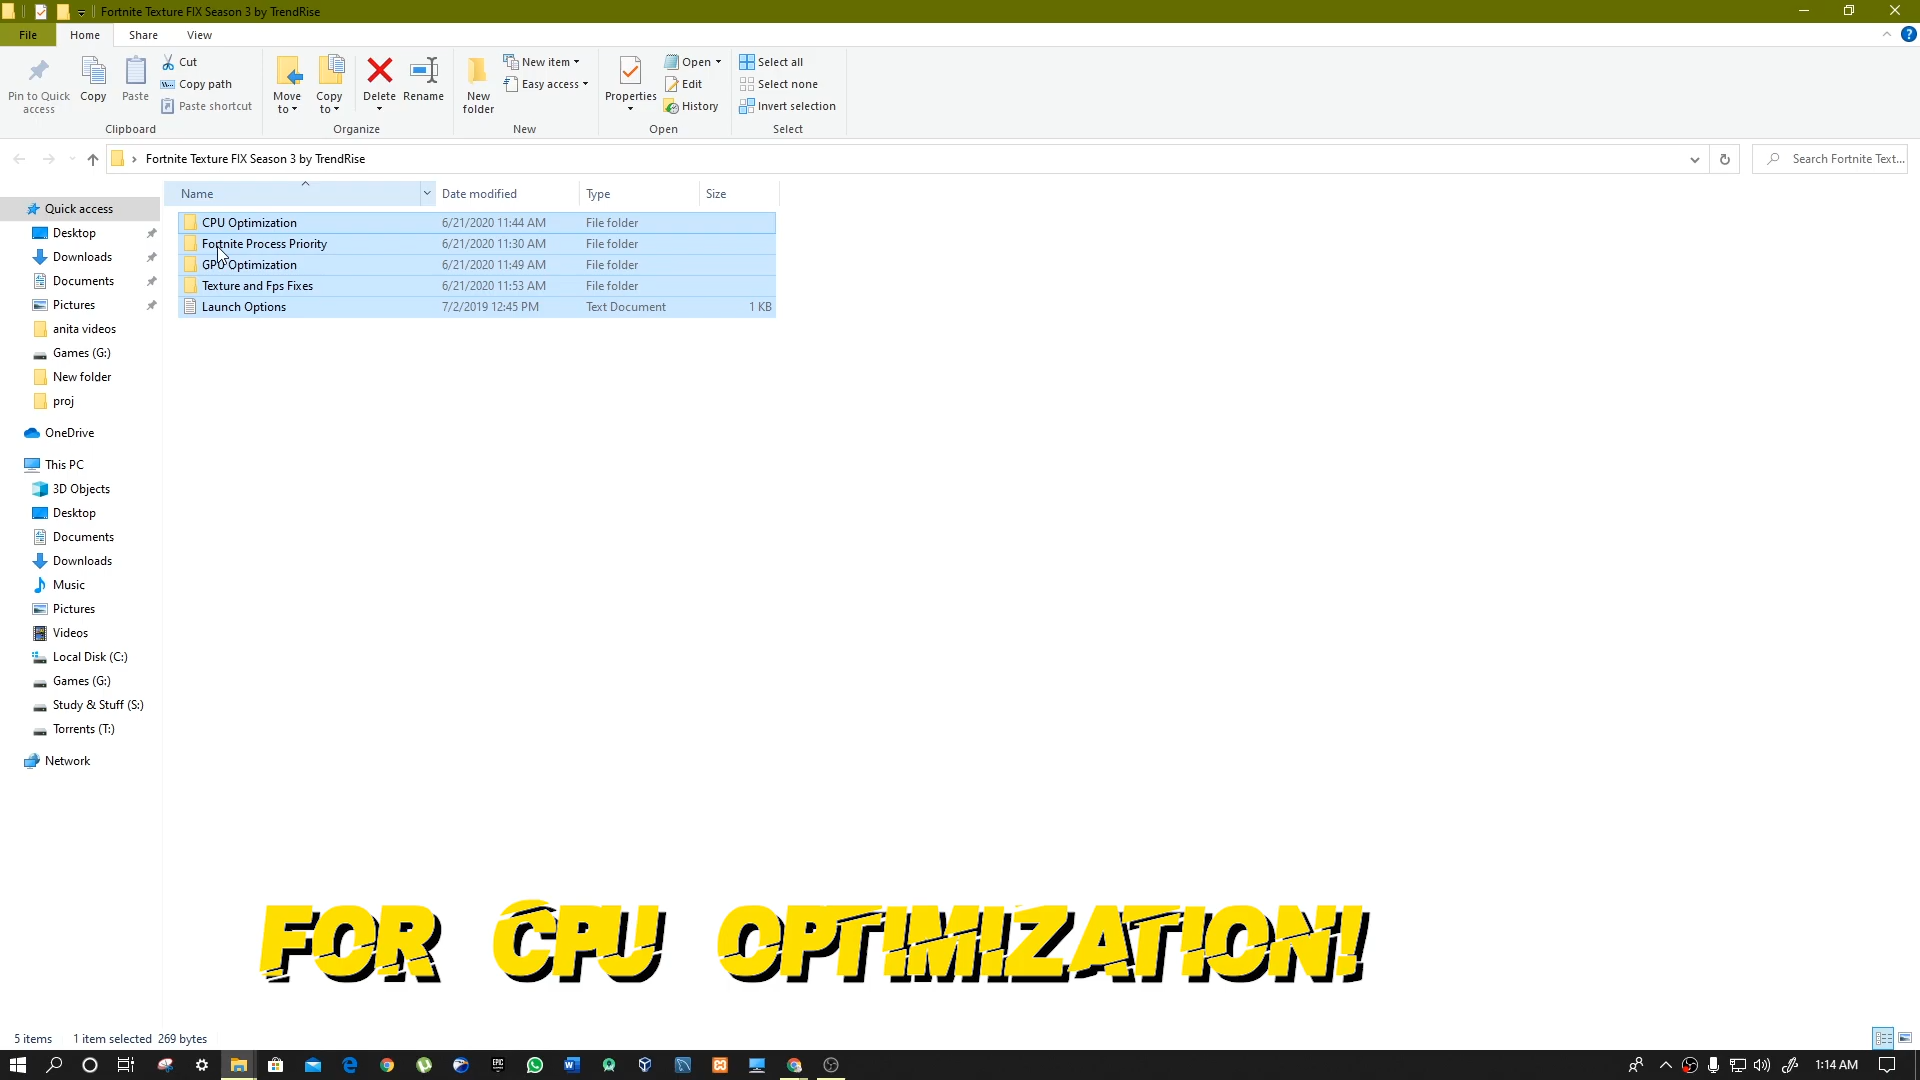 Fortnite Texture FIX Season 3 by TrendRise
File Home Share View
Pin to Quick access
Copy
Paste
Cut
Copy path
Paste shortcut
Clipboard
Move to
Copy to
Delete
Rename
Organize
New folder
New item
Easy access
New
Properties
Open
Edit
History
Open
Select all
Select none
Invert selection
Select
Fortnite Texture FIX Season 3 by TrendRise
Search Fortnite Text...
Name Date modified Type Size
CPU Optimization 6/21/2020 11:44 AM File folder
Fortnite Process Priority 6/21/2020 11:30 AM File folder
GPU Optimization 6/21/2020 11:49 AM File folder
Texture and Fps Fixes 6/21/2020 11:53 AM File folder
Launch Options 7/2/2019 12:45 PM Text Document 1 KB
Quick access
Desktop
Downloads
Documents
Pictures
anita videos
Games (G:)
New folder
proj
OneDrive
This PC
3D Objects
Desktop
Documents
Downloads
Music
Pictures
Videos
Local Disk (C:)
Games (G:)
Study & Stuff (S:)
Torrents (T:)
Network
FOR CPU OPTIMIZATION!
5 items 1 item selected 269 bytes
1:14 AM